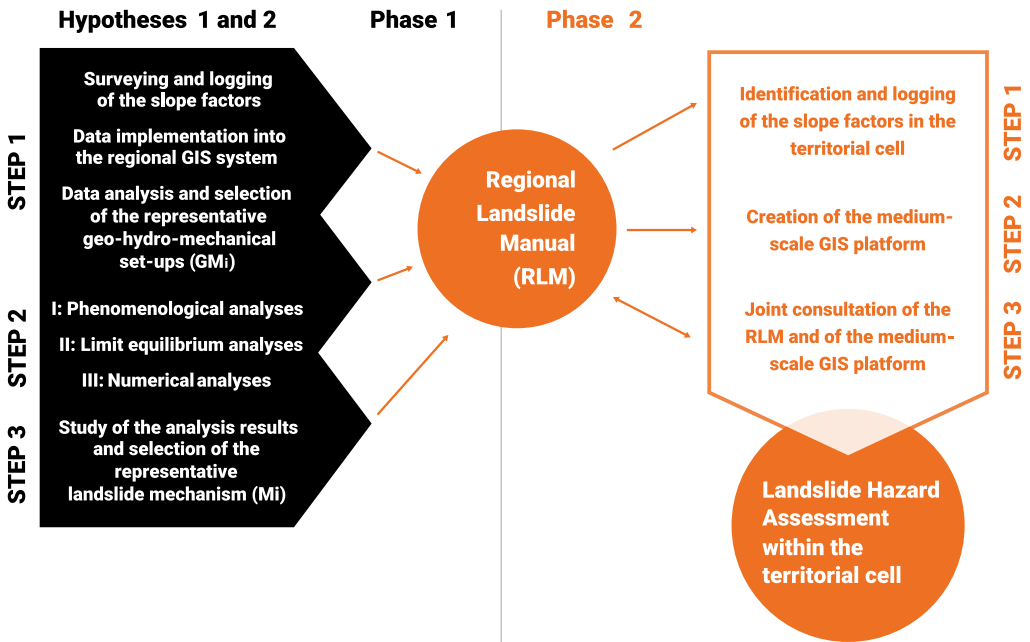 Hypotheses 1 and 2
Phase 1
Phase 2
STEP 1
Surveying and logging
of the slope factors
Data implementation into
the regional GIS system
Data analysis and selection
of the representative
geo-hydro-mechanical
set-ups (GMi)
STEP 2
I: Phenomenological analyses
II: Limit equilibrium analyses
III: Numerical analyses
STEP 3
Study of the analysis results
and selection of the
representative
landslide mechanism (Mi)
Regional
Landslide
Manual
(RLM)
Identification and logging
of the slope factors in the
territorial cell
STEP 1
Creation of the medium-
scale GIS platform
STEP 2
Joint consultation of the
RLM and of the medium-
scale GIS platform
STEP 3
Landslide Hazard
Assessment
within the
territorial cell